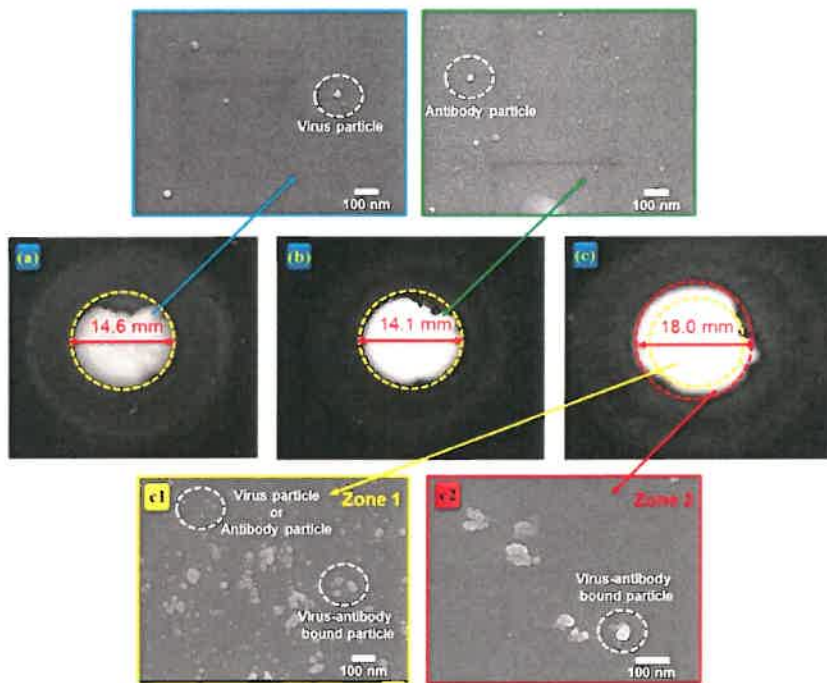 Virus particle
100 nm
Antibody particle
100 nm
(a)
14.6 mm
(b)
14.1 mm
(c)
18.0 mm
c1
Virus particle
or
Antibody particle
Zone 1
Virus-antibody
bound particle
100 nm
c2
Zone 2
Virus-antibody
bound particle
100 nm